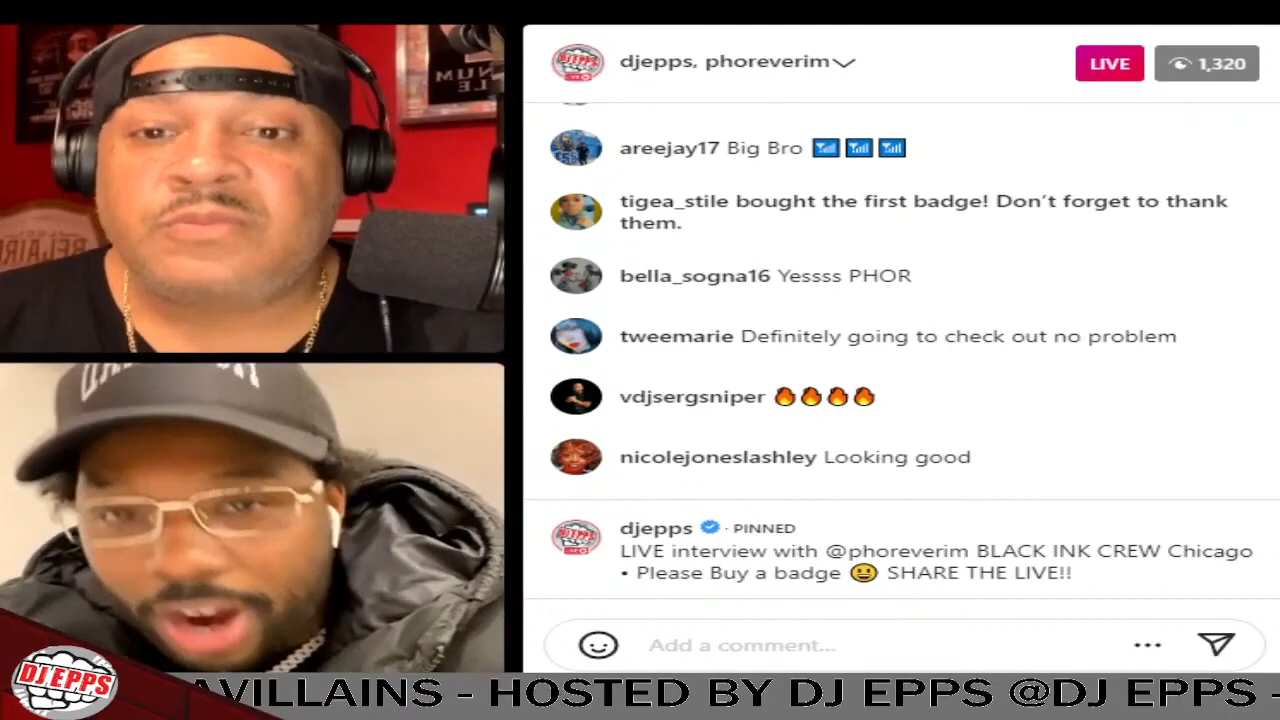 djepps, phoreverim
LIVE
1,320
areejay17 Big Bro
tigea_stile bought the first badge! Don't forget to thank
them.
bella_sogna16 Yessss PHOR
tweemarie Definitely going to check out no problem
vdjsergsniper 🔥🔥🔥🔥
nicolejoneslashley Looking good
djepps · PINNED
LIVE interview with @phoreverim BLACK INK CREW Chicago
• Please Buy a badge 😀 SHARE THE LIVE!!
Add a comment...
BELAIRE
DJ EPPS
AVILLAINS - HOSTED BY DJ EPPS @DJ EPPS -